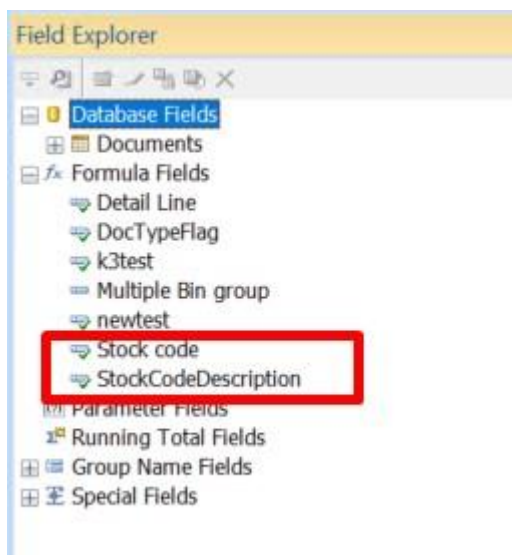 Field Explorer
Database Fields
Documents
Formula Fields
Detail Line
DocTypeFlag
k3test
Multiple Bin group
newtest
Stock code
StockCodeDescription
Parameter Fields
Running Total Fields
Group Name Fields
Special Fields